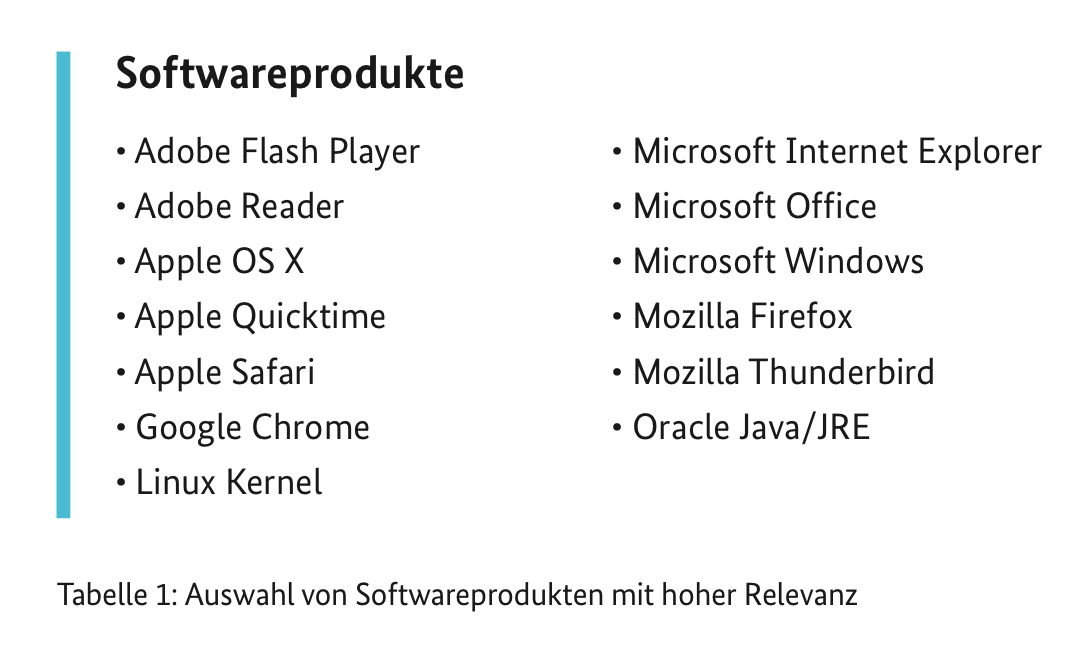 Softwareprodukte
• Adobe Flash Player
• Adobe Reader
• Apple OS X
• Apple Quicktime
• Apple Safari
• Google Chrome
• Linux Kernel
• Microsoft Internet Explorer
• Microsoft Office
• Microsoft Windows
• Mozilla Firefox
• Mozilla Thunderbird
• Oracle Java/JRE
Tabelle 1: Auswahl von Softwareprodukten mit hoher Relevanz